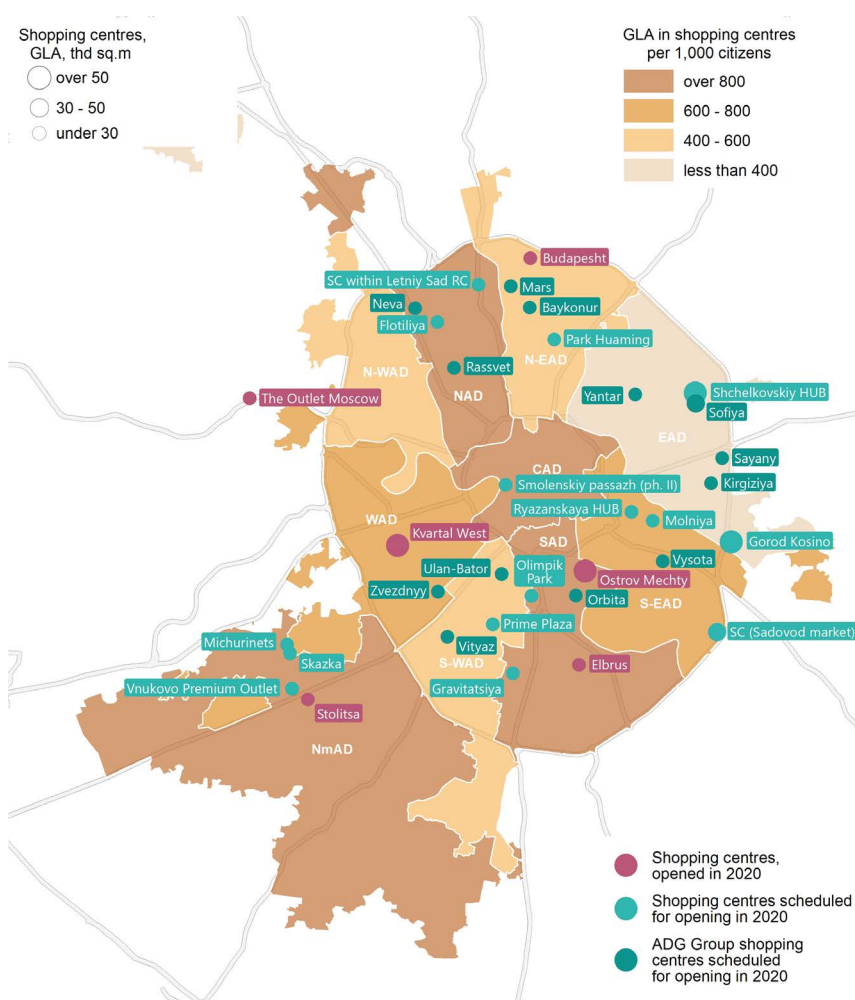 Shopping centres,
GLA, thd sq.m
over 50
30 - 50
under 30
GLA in shopping centres
per 1,000 citizens
over 800
600 - 800
400 - 600
less than 400
Budapesht
SC within Letniy Sad RC
Mars
Neva
Baykonur
Flotiliya
Park Huaming
N-EAD
N-WAD
Rassvet
Shchelkovskiy HUB
Yantar
NAD
The Outlet Moscow
Sofiya
EAD
Sayany
CAD
Kirgiziya
Smolenskiy passazh (ph. II)
Ryazanskaya HUB
WAD
Molniya
Kvartal West
SAD
Gorod Kosino
Vysota
Ulan-Bator
Olimpik
Park
Ostrov Mechty
Zvezdnyy
Orbita
S-EAD
Prime Plaza
SC (Sadovod market)
Michurinets
Vityaz
Skazka
S-WAD
Elbrus
Vnukovo Premium Outlet
Gravitatsiya
Stolitsa
NmAD
Shopping centres,
opened in 2020
Shopping centres scheduled
for opening in 2020
ADG Group shopping
centres scheduled
for opening in 2020